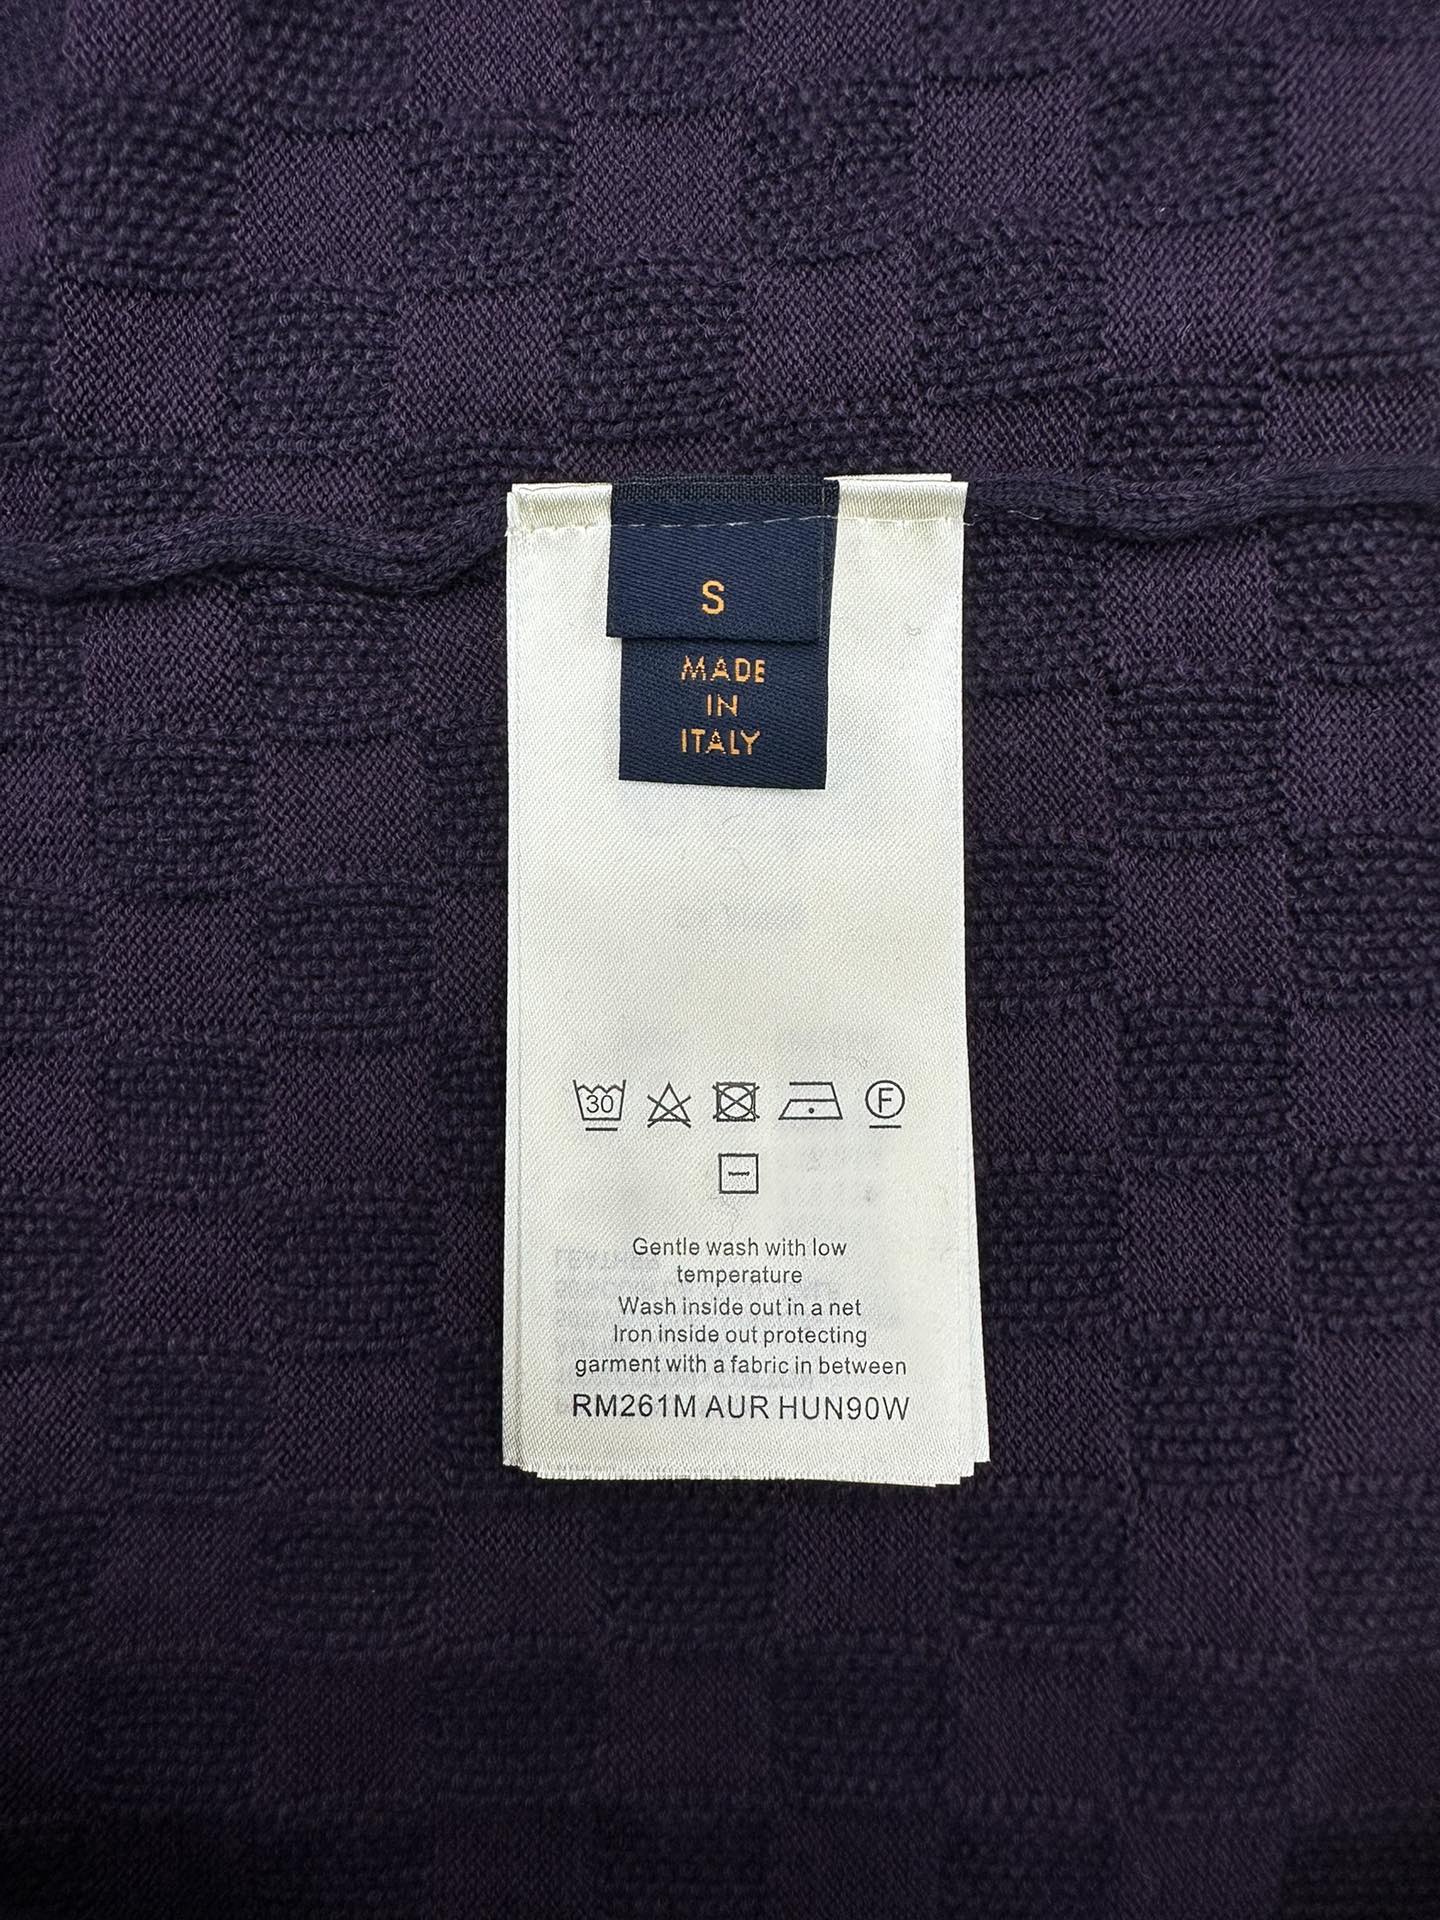 S
MADE
IN
ITALY
30
F
Gentle wash with low
temperature
Wash inside out in a net
Iron inside out protecting
garment with a fabric in between
RM261M AUR HUN90W